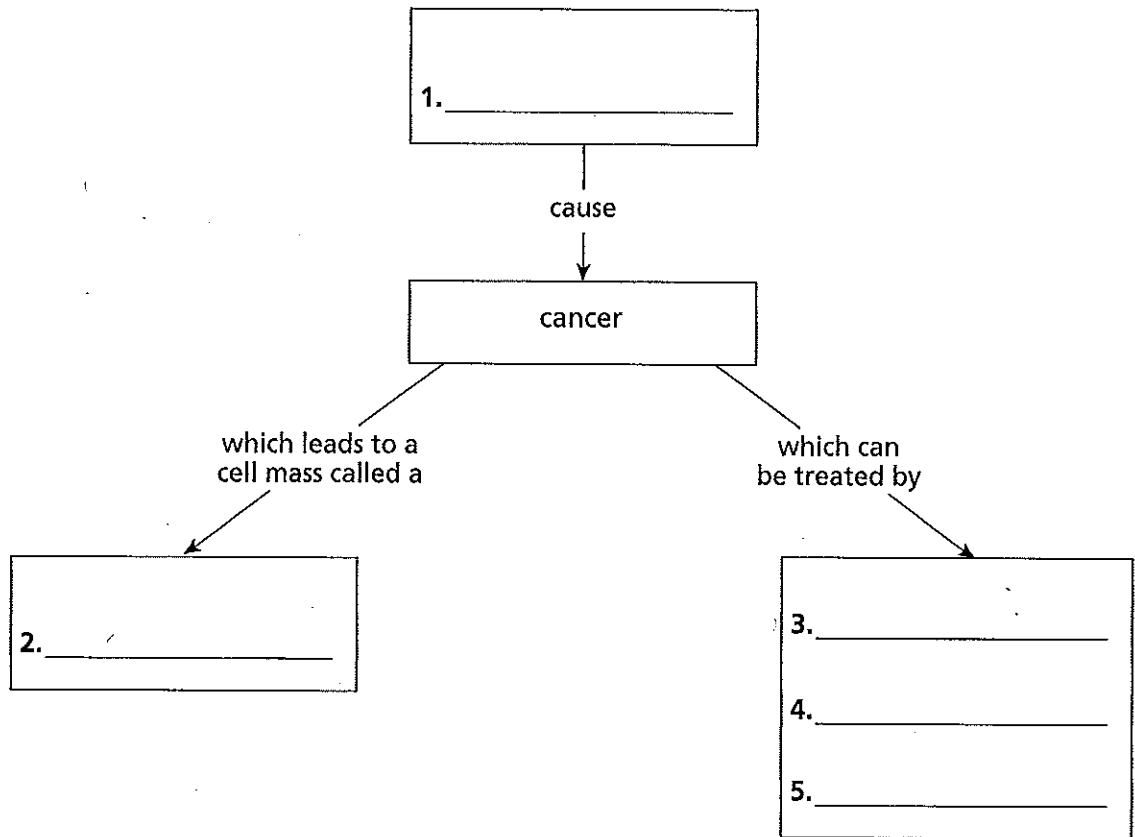 1.
cause
cancer
which leads to a
cell mass called a
which can
be treated by
2.
3.
4.
5.